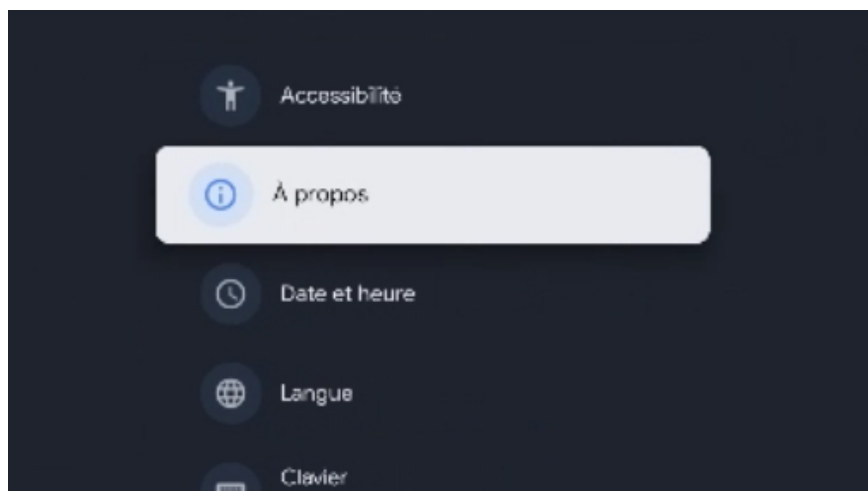 Accessibilité
À propos
Date et heure
Langue
Clavier